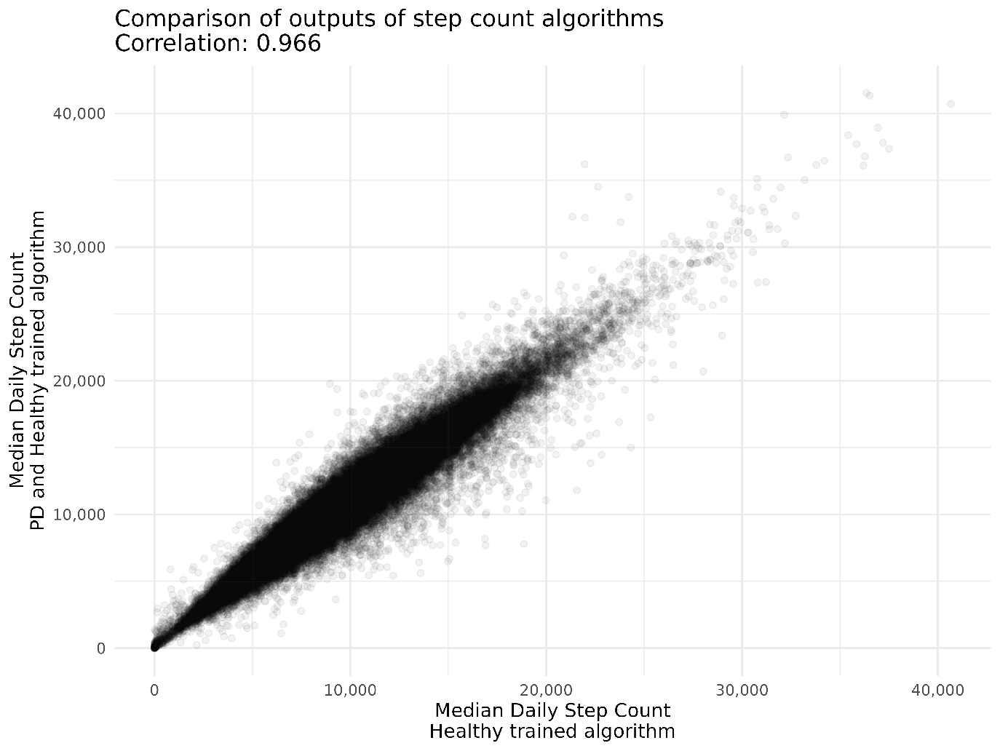 Comparison of outputs of step count algorithms
Correlation: 0.966
Median Daily Step Count
PD and Healthy trained algorithm
40,000
30,000
20,000
10,000
0
0 10,000 20,000 30,000 40,000
Median Daily Step Count
Healthy trained algorithm